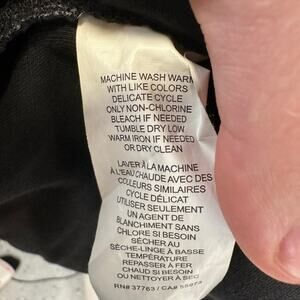 MACHINE WASH WARM
WITH LIKE COLORS
DELICATE CYCLE
ONLY NON-CHLORINE
BLEACH IF NEEDED
TUMBLE DRY LOW
WARM IRON IF NEEDED
OR DRY CLEAN
LAVER À LA MACHINE
À L'EAU CHAUDE AVEC DES
COULEURS SIMILAIRES
CYCLE DÉLICAT
UTILISER SEULEMENT
UN AGENT DE
BLANCHIMENT SANS
CHLORE SI BESOIN
SÉCHER AU
SÈCHE-LINGE À BASSE
TEMPÉRATURE
REPASSER À FER
CHAUD SI BESOIN
OU NETTOYER À SEC
RN# 37763 / CA#